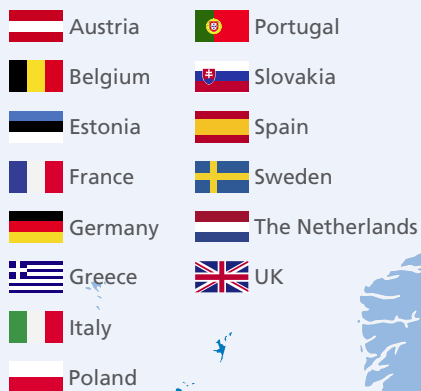 Austria
Belgium
Estonia
France
Germany
Greece
Italy
Poland
Portugal
Slovakia
Spain
Sweden
The Netherlands
UK